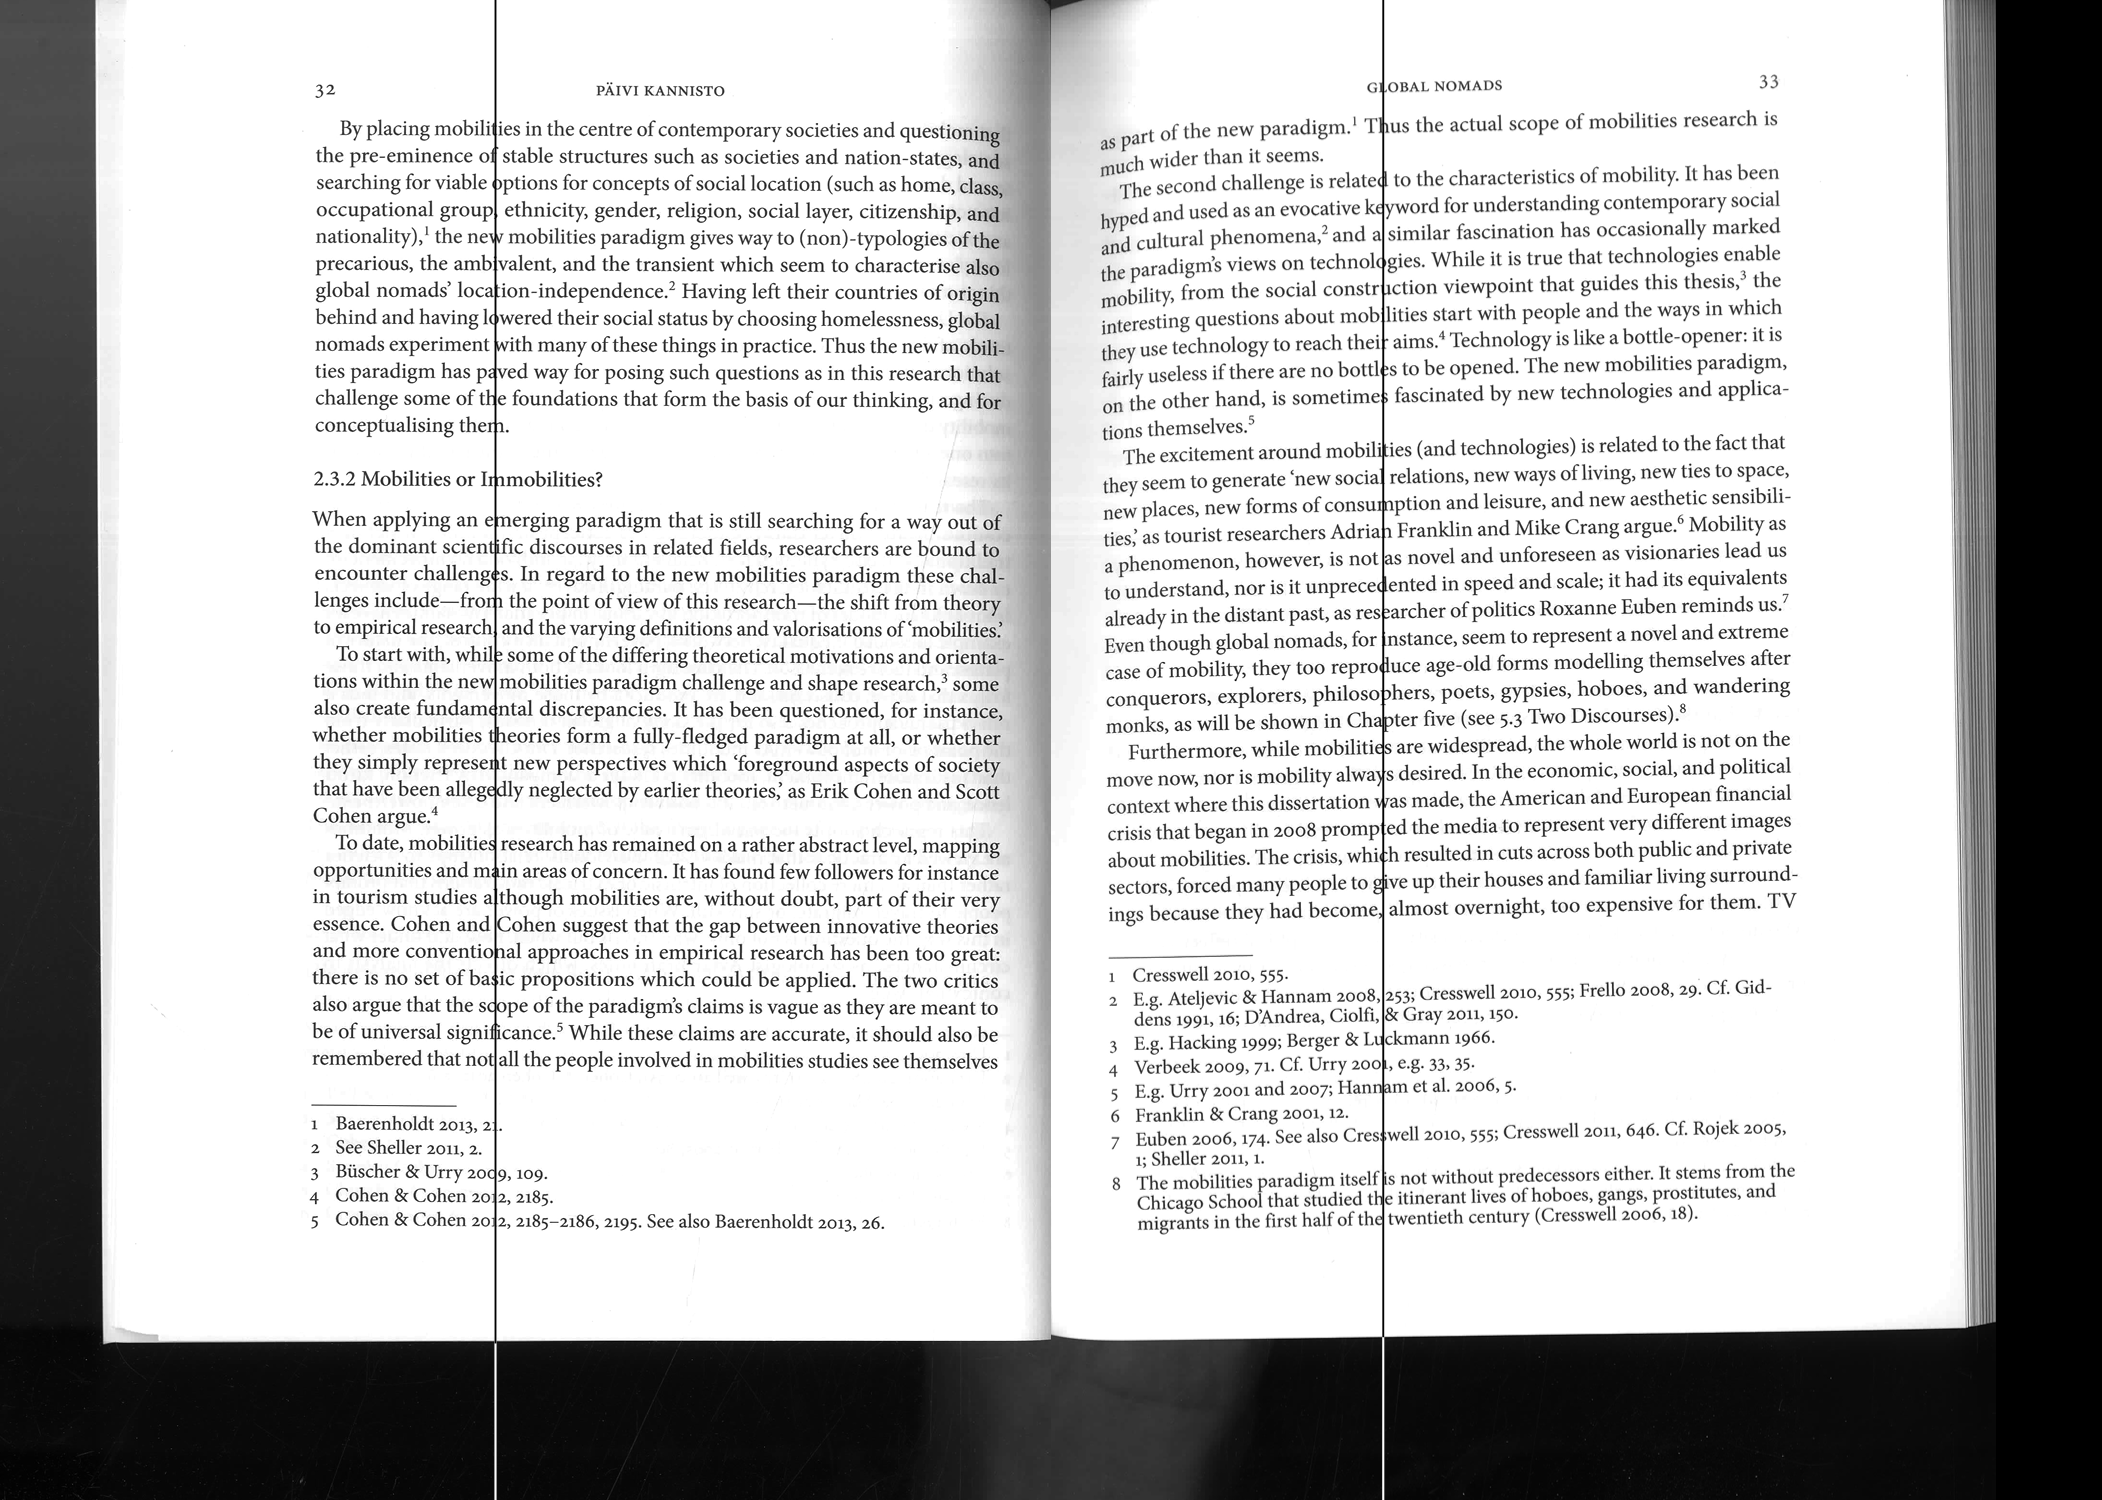 32
PÄIVI KANNISTO
By placing mobilities in the centre of contemporary societies and questioning
the pre-eminence of stable structures such as societies and nation-states, and
searching for viable options for concepts of social location (such as home, class,
occupational group, ethnicity, gender, religion, social layer, citizenship, and
nationality),¹ the new mobilities paradigm gives way to (non)-typologies of the
precarious, the ambivalent, and the transient which seem to characterise also
global nomads’ location-independence.² Having left their countries of origin
behind and having lowered their social status by choosing homelessness, global
nomads experiment with many of these things in practice. Thus the new mobili-
ties paradigm has paved way for posing such questions as in this research that
challenge some of the foundations that form the basis of our thinking, and for
conceptualising them.
2.3.2 Mobilities or Immobilities?
When applying an emerging paradigm that is still searching for a way out of
the dominant scientific discourses in related fields, researchers are bound to
encounter challenges. In regard to the new mobilities paradigm these chal-
lenges include—from the point of view of this research—the shift from theory
to empirical research, and the varying definitions and valorisations of ‘mobilities.’
To start with, while some of the differing theoretical motivations and orienta-
tions within the new mobilities paradigm challenge and shape research,³ some
also create fundamental discrepancies. It has been questioned, for instance,
whether mobilities theories form a fully-fledged paradigm at all, or whether
they simply represent new perspectives which ‘foreground aspects of society
that have been allegedly neglected by earlier theories,’ as Erik Cohen and Scott
Cohen argue.⁴
To date, mobilities research has remained on a rather abstract level, mapping
opportunities and main areas of concern. It has found few followers for instance
in tourism studies although mobilities are, without doubt, part of their very
essence. Cohen and Cohen suggest that the gap between innovative theories
and more conventional approaches in empirical research has been too great:
there is no set of basic propositions which could be applied. The two critics
also argue that the scope of the paradigm’s claims is vague as they are meant to
be of universal significance.⁵ While these claims are accurate, it should also be
remembered that not all the people involved in mobilities studies see themselves
1 Baerenholdt 2013, 21.
2 See Sheller 2011, 2.
3 Büscher & Urry 2009, 109.
4 Cohen & Cohen 2012, 2185.
5 Cohen & Cohen 2012, 2185–2186, 2195. See also Baerenholdt 2013, 26.
GLOBAL NOMADS
33
as part of the new paradigm.¹ Thus the actual scope of mobilities research is
much wider than it seems.
The second challenge is related to the characteristics of mobility. It has been
hyped and used as an evocative keyword for understanding contemporary social
and cultural phenomena,² and a similar fascination has occasionally marked
the paradigm’s views on technologies. While it is true that technologies enable
mobility, from the social construction viewpoint that guides this thesis,³ the
interesting questions about mobilities start with people and the ways in which
they use technology to reach their aims.⁴ Technology is like a bottle-opener: it is
fairly useless if there are no bottles to be opened. The new mobilities paradigm,
on the other hand, is sometimes fascinated by new technologies and applica-
tions themselves.⁵
The excitement around mobilities (and technologies) is related to the fact that
they seem to generate ‘new social relations, new ways of living, new ties to space,
new places, new forms of consumption and leisure, and new aesthetic sensibili-
ties,’ as tourist researchers Adrian Franklin and Mike Crang argue.⁶ Mobility as
a phenomenon, however, is not as novel and unforeseen as visionaries lead us
to understand, nor is it unprecedented in speed and scale; it had its equivalents
already in the distant past, as researcher of politics Roxanne Euben reminds us.⁷
Even though global nomads, for instance, seem to represent a novel and extreme
case of mobility, they too reproduce age-old forms modelling themselves after
conquerors, explorers, philosophers, poets, gypsies, hoboes, and wandering
monks, as will be shown in Chapter five (see 5.3 Two Discourses).⁸
Furthermore, while mobilities are widespread, the whole world is not on the
move now, nor is mobility always desired. In the economic, social, and political
context where this dissertation was made, the American and European financial
crisis that began in 2008 prompted the media to represent very different images
about mobilities. The crisis, which resulted in cuts across both public and private
sectors, forced many people to give up their houses and familiar living surround-
ings because they had become, almost overnight, too expensive for them. TV
1 Cresswell 2010, 555.
2 E.g. Ateljevic & Hannam 2008, 253; Cresswell 2010, 555; Frello 2008, 29. Cf. Gid-
dens 1991, 16; D’Andrea, Ciolfi, & Gray 2011, 150.
3 E.g. Hacking 1999; Berger & Luckmann 1966.
4 Verbeek 2009, 71. Cf. Urry 2001, e.g. 33, 35.
5 E.g. Urry 2001 and 2007; Hannam et al. 2006, 5.
6 Franklin & Crang 2001, 12.
7 Euben 2006, 174. See also Cresswell 2010, 555; Cresswell 2011, 646. Cf. Rojek 2005,
1; Sheller 2011, 1.
8 The mobilities paradigm itself is not without predecessors either. It stems from the
Chicago School that studied the itinerant lives of hoboes, gangs, prostitutes, and
migrants in the first half of the twentieth century (Cresswell 2006, 18).